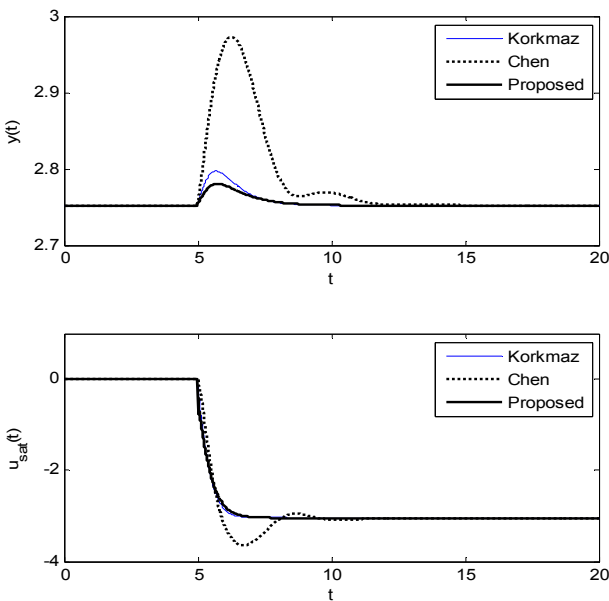 3
2.9
2.8
2.7
y(t)
Korkmaz
Chen
Proposed
0 5 10 15 20
t
0
-2
-4
u_sat(t)
Korkmaz
Chen
Proposed
0 5 10 15 20
t